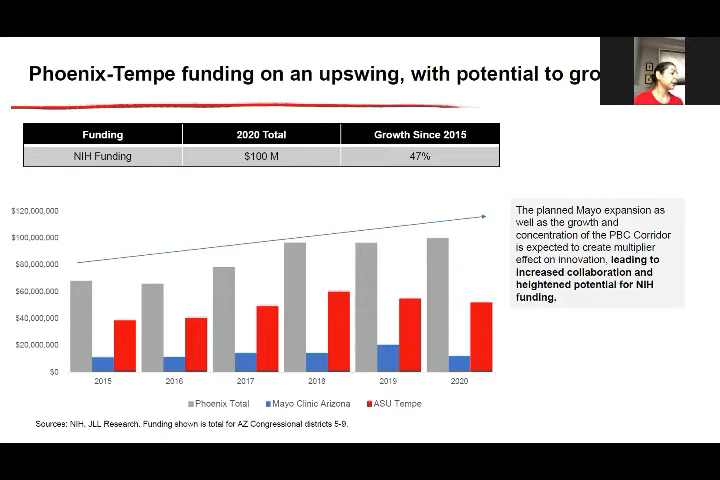 Phoenix-Tempe funding on an upswing, with potential to gro
Funding 2020 Total Growth Since 2015
NIH Funding $100 M 47%
$120,000,000
$100,000,000
$80,000,000
$60,000,000
$40,000,000
$20,000,000
$0
2015 2016 2017 2018 2019 2020
Phoenix Total Mayo Clinic Arizona ASU Tempe
The planned Mayo expansion as
well as the growth and
concentration of the PBC Corridor
is expected to create multiplier
effect on innovation, leading to
increased collaboration and
heightened potential for NIH
funding.
Sources: NIH, JLL Research. Funding shown is total for AZ Congressional districts 5-9.